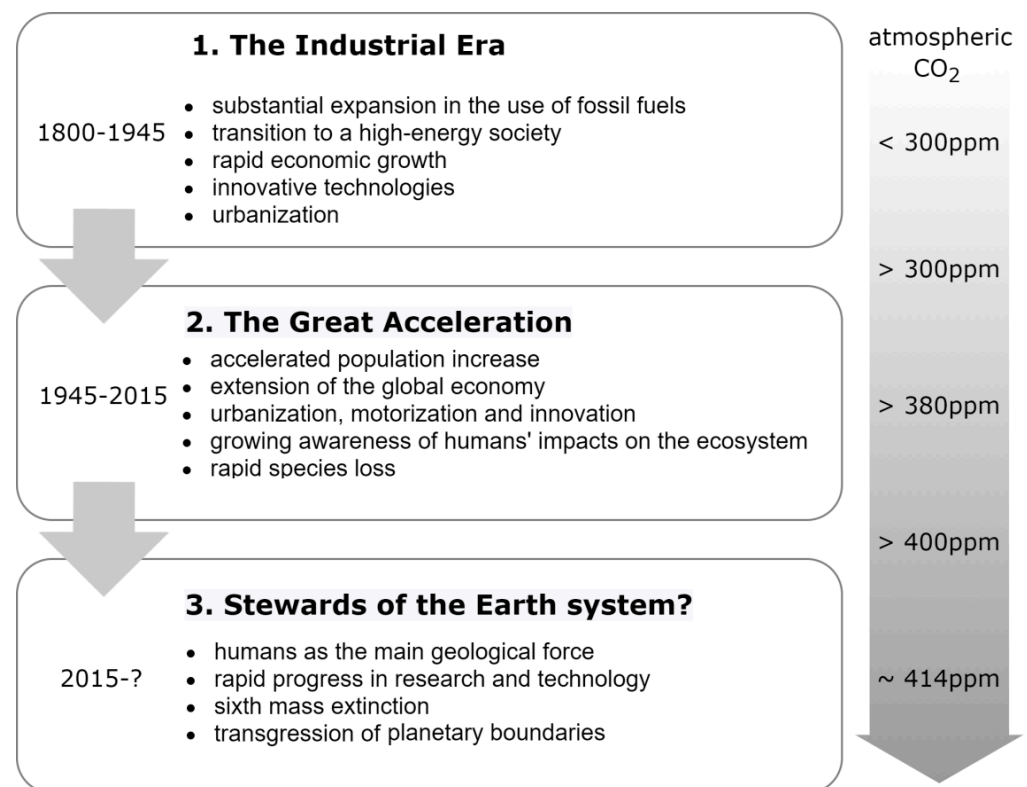 1. The Industrial Era
1800-1945
• substantial expansion in the use of fossil fuels
• transition to a high-energy society
• rapid economic growth
• innovative technologies
• urbanization
2. The Great Acceleration
1945-2015
• accelerated population increase
• extension of the global economy
• urbanization, motorization and innovation
• growing awareness of humans' impacts on the ecosystem
• rapid species loss
3. Stewards of the Earth system?
2015-?
• humans as the main geological force
• rapid progress in research and technology
• sixth mass extinction
• transgression of planetary boundaries
atmospheric
CO₂
< 300ppm
> 300ppm
> 380ppm
> 400ppm
~ 414ppm